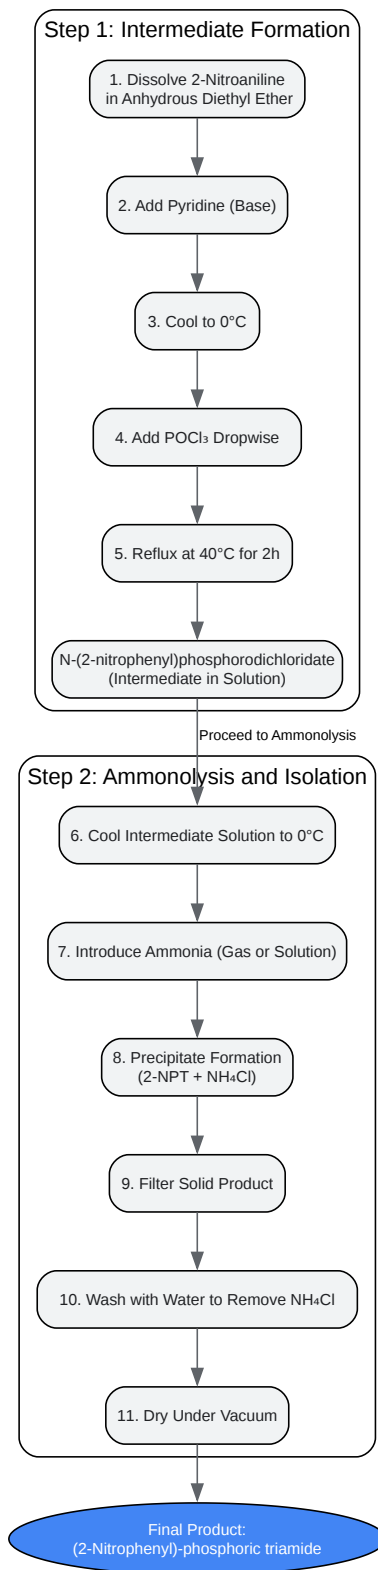 Step 1: Intermediate Formation
1. Dissolve 2-Nitroaniline
in Anhydrous Diethyl Ether
2. Add Pyridine (Base)
3. Cool to 0°C
4. Add POCl₃ Dropwise
5. Reflux at 40°C for 2h
N-(2-nitrophenyl)phosphorodichloridate
(Intermediate in Solution)
Proceed to Ammonolysis
Step 2: Ammonolysis and Isolation
6. Cool Intermediate Solution to 0°C
7. Introduce Ammonia (Gas or Solution)
8. Precipitate Formation
(2-NPT + NH₄Cl)
9. Filter Solid Product
10. Wash with Water to Remove NH₄Cl
11. Dry Under Vacuum
Final Product:
(2-Nitrophenyl)-phosphoric triamide